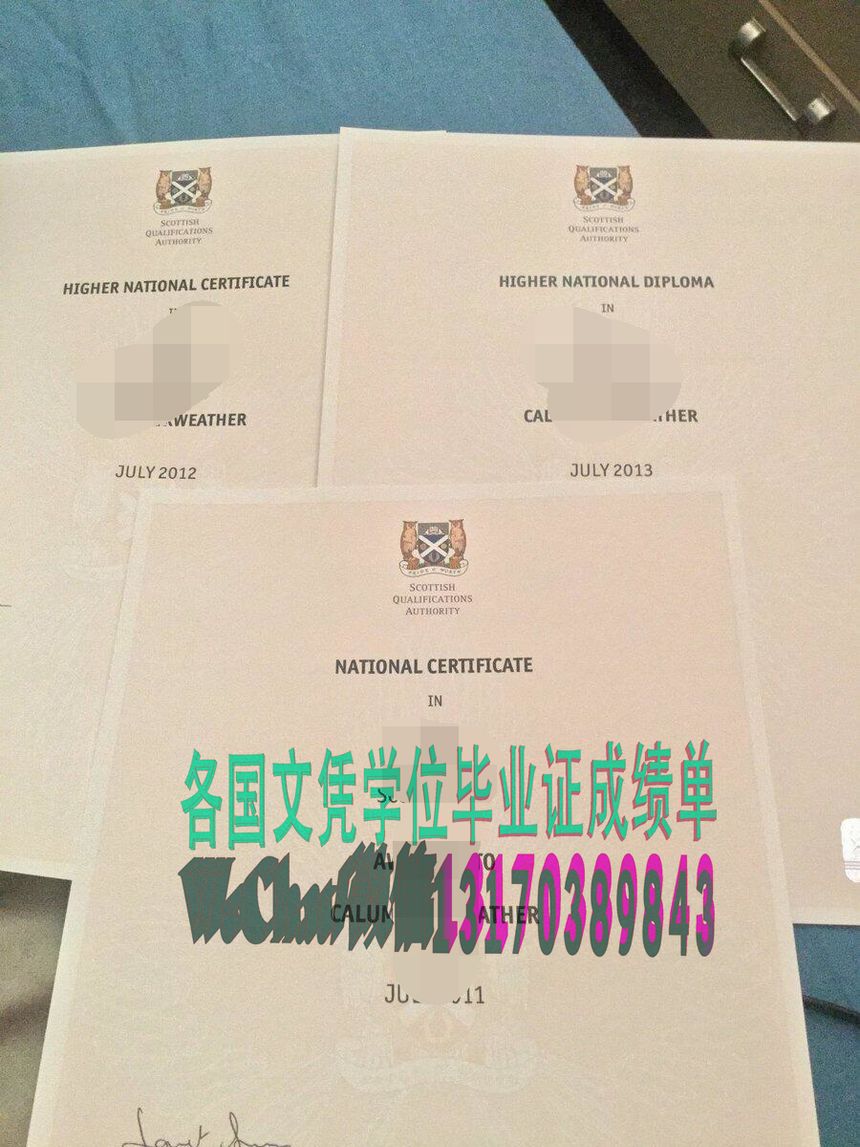 SCOTTISH
QUALIFICATIONS
AUTHORITY
HIGHER NATIONAL CERTIFICATE
JULY 2012
SCOTTISH
QUALIFICATIONS
AUTHORITY
HIGHER NATIONAL DIPLOMA
IN
JULY 2013
SCOTTISH
QUALIFICATIONS
AUTHORITY
NATIONAL CERTIFICATE
IN
各国文凭学位毕业证成绩单
WeChat微信13170389843